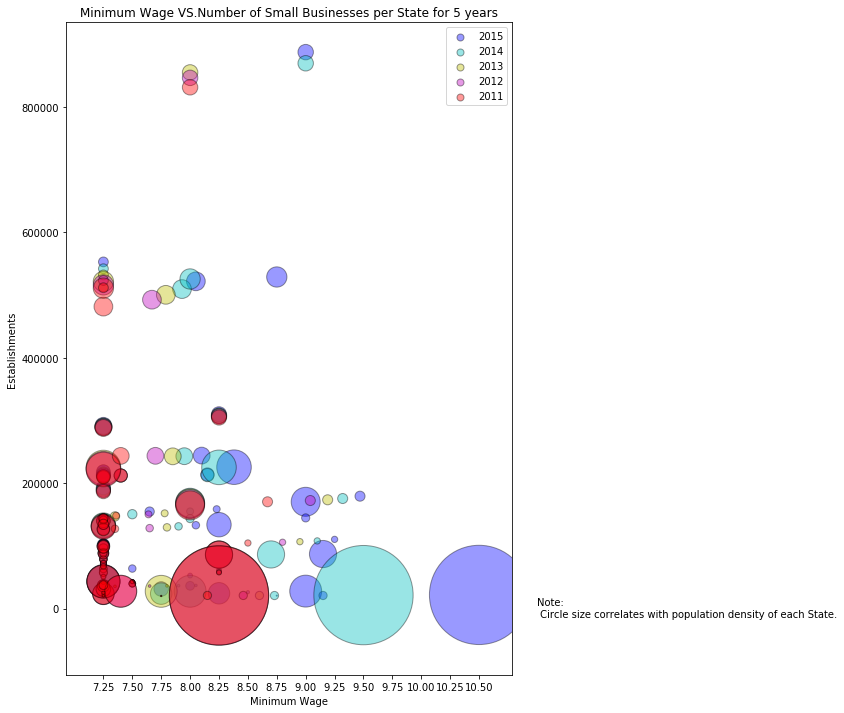 Minimum Wage VS.Number of Small Businesses per State for 5 years
2015
2014
2013
2012
2011
800000
600000
400000
200000
0
Establishments
7.25 7.50 7.75 8.00 8.25 8.50 8.75 9.00 9.25 9.50 9.75 10.00 10.25 10.50
Minimum Wage
Note:
Circle size correlates with population density of each State.